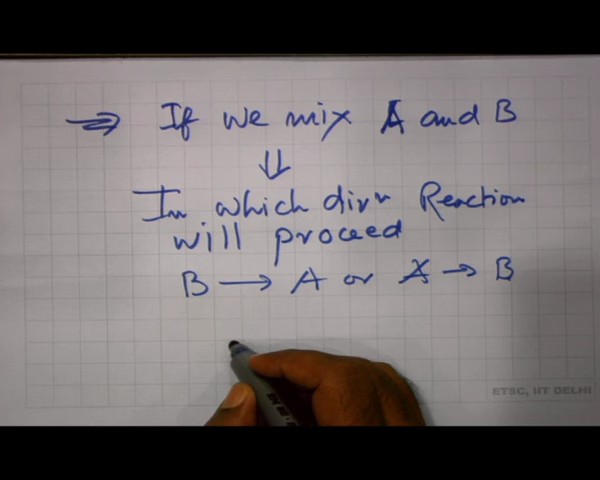 ⇒ If we mix A and B
⇓
In which dirn Reaction
will proceed
B → A or A → B
ETSC, IIT DELHI